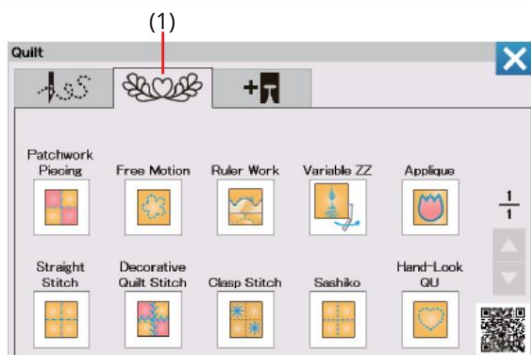 (1)
Quilt
Patchwork
Piecing
Free Motion
Ruler Work
Variable ZZ
Applique
1
1
Straight
Stitch
Decorative
Quilt Stitch
Clasp Stitch
Sashiko
Hand-Look
QU